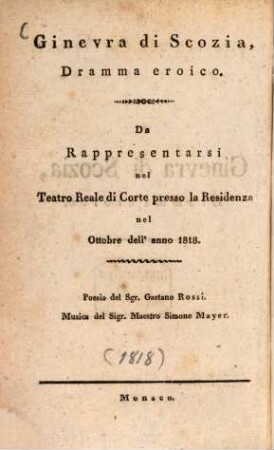 Ginevra di Scozia,
Dramma eroico.
Da
Rappresentarsi
nel
Teatro Reale di Corte presso la Residenza
nel
Ottobre dell' anno 1818.
Poesia del Sgr. Gaetano Rossi.
Musica del Sigr. Maestro Simone Mayer.
(1818)
Monaco.